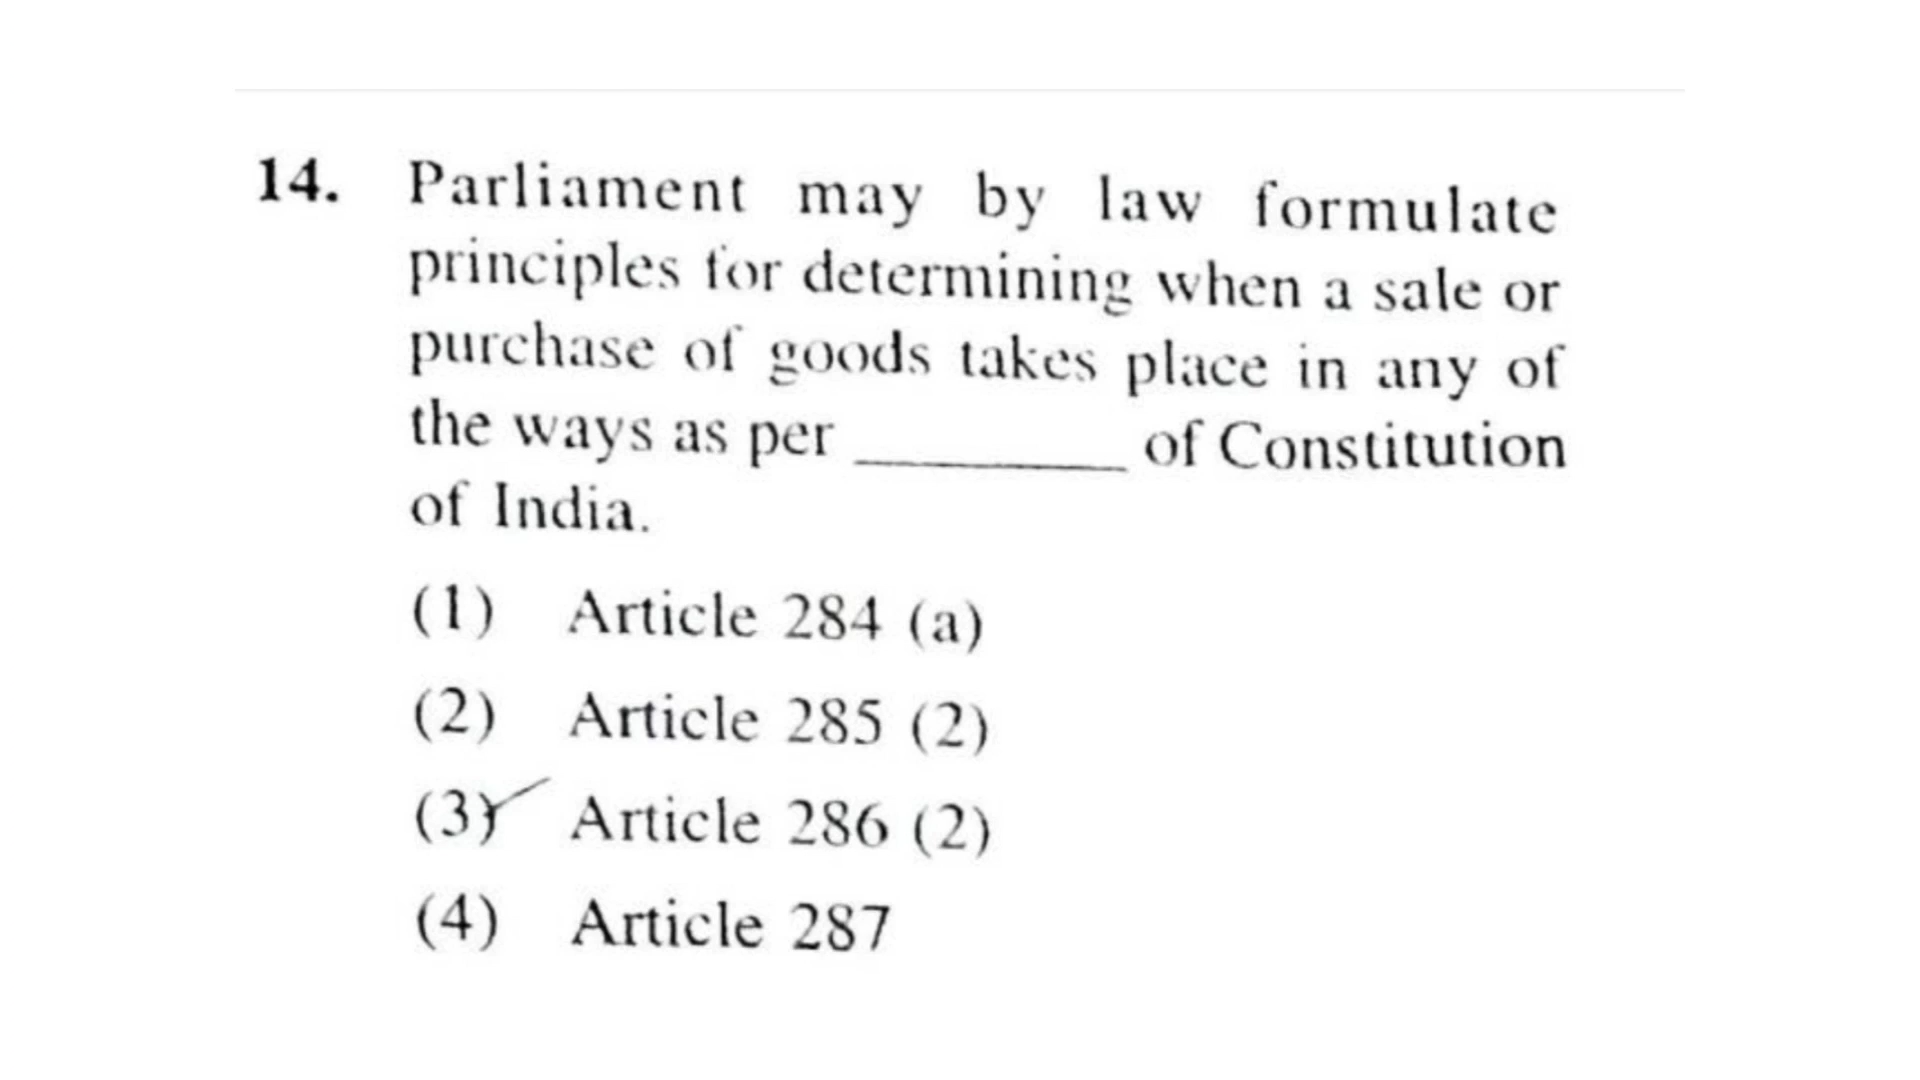 14. Parliament may by law formulate
principles for determining when a sale or
purchase of goods takes place in any of
the ways as per ________ of Constitution
of India.
(1) Article 284 (a)
(2) Article 285 (2)
(3) Article 286 (2)
(4) Article 287